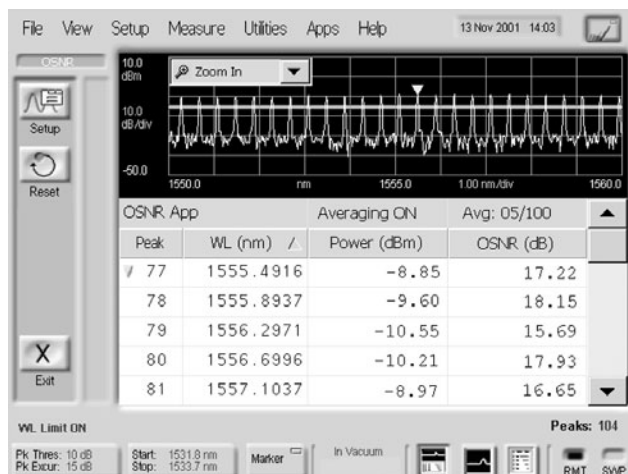 File View Setup Measure Utilities Apps Help 13 Nov 2001 14:03
OSNR
Setup
Reset
Exit
10.0
dBm
Zoom In
10.0
dB/div
-50.0
1550.0 nm 1555.0 1.00 nm/div 1560.0
OSNR App Averaging ON Avg: 05/100
Peak WL (nm) Power (dBm) OSNR (dB)
77 1555.4916 -8.85 17.22
78 1555.8937 -9.60 18.15
79 1556.2971 -10.55 15.69
80 1556.6996 -10.21 17.93
81 1557.1037 -8.97 16.65
WL Limit ON Peaks: 104
Pk Thres: 10 dB
Pk Excur: 15 dB
Start: 1531.8 nm
Stop: 1533.7 nm
Marker
In Vacuum
RMT SWP